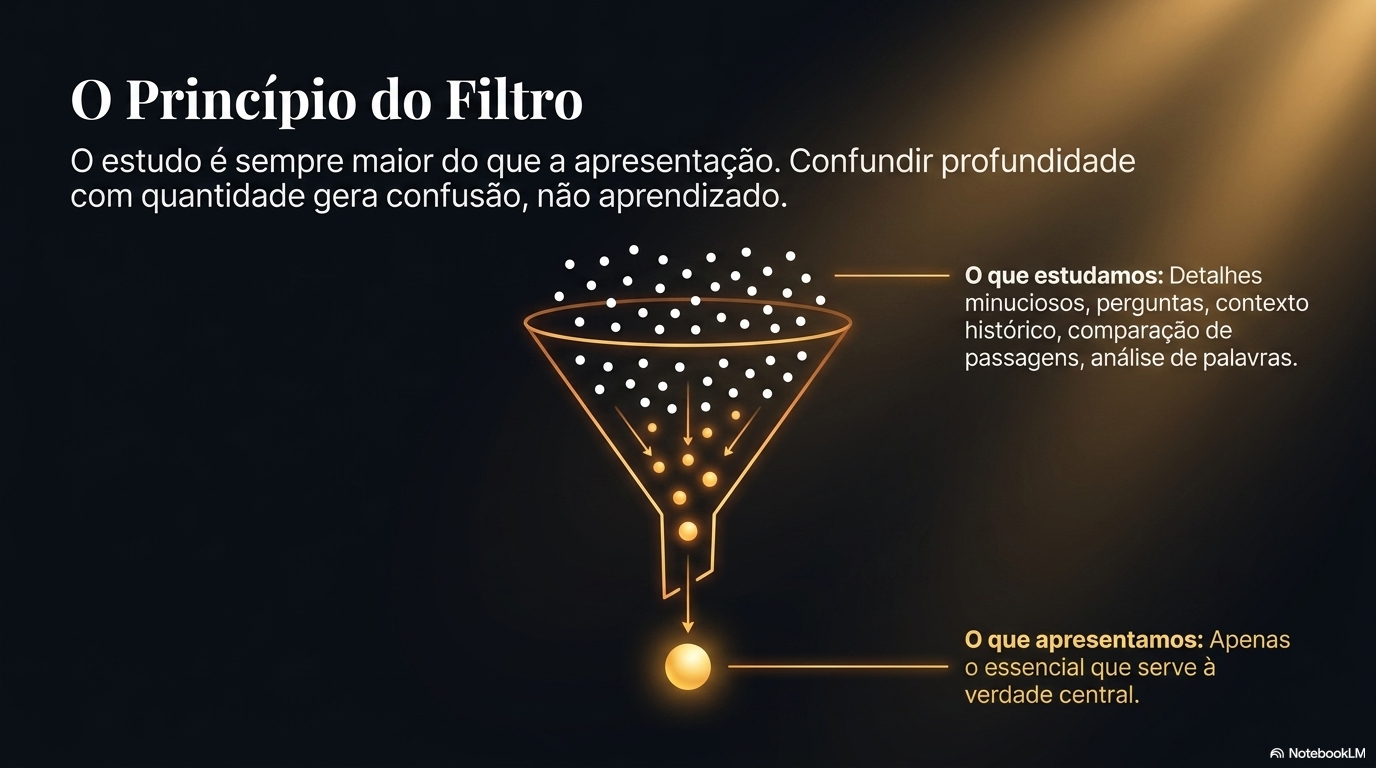 O Princípio do Filtro
O estudo é sempre maior do que a apresentação. Confundir profundidade
com quantidade gera confusão, não aprendizado.
O que estudamos: Detalhes
minuciosos, perguntas, contexto
histórico, comparação de
passagens, análise de palavras.
O que apresentamos: Apenas
o essencial que serve à
verdade central.
NotebookLM